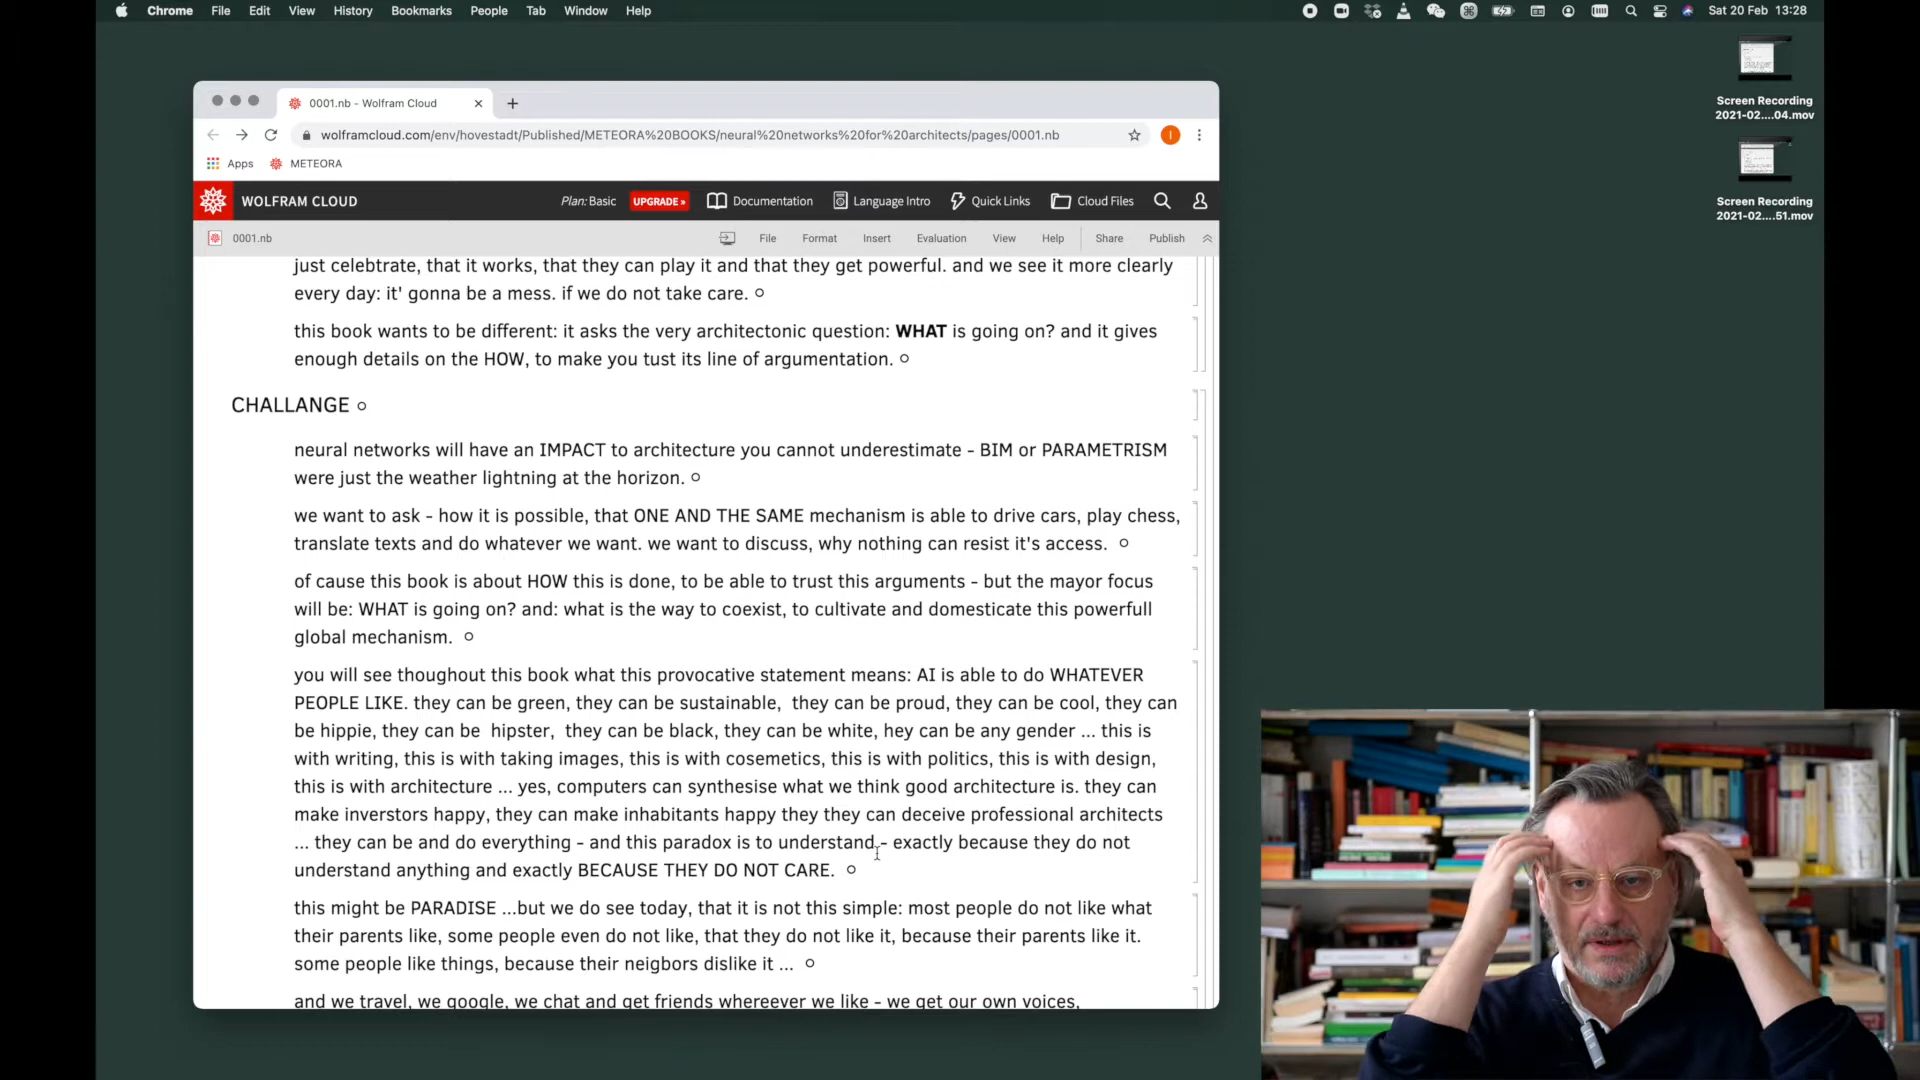 Chrome File Edit View History Bookmarks People Tab Window Help Sat 20 Feb 13:28
Screen Recording
2021-02....04.mov
Screen Recording
2021-02....51.mov
0001.nb - Wolfram Cloud
wolframcloud.com/env/hovestadt/Published/METEORA%20BOOKS/neural%20networks%20for%20architects/pages/0001.nb
I
Apps METEORA
WOLFRAM CLOUD Plan: Basic UPGRADE » Documentation Language Intro Quick Links Cloud Files
0001.nb File Format Insert Evaluation View Help Share Publish
just celebtrate, that it works, that they can play it and that they get powerful. and we see it more clearly
every day: it' gonna be a mess. if we do not take care.
this book wants to be different: it asks the very architectonic question: WHAT is going on? and it gives
enough details on the HOW, to make you tust its line of argumentation.
CHALLANGE
neural networks will have an IMPACT to architecture you cannot underestimate - BIM or PARAMETRISM
were just the weather lightning at the horizon.
we want to ask - how it is possible, that ONE AND THE SAME mechanism is able to drive cars, play chess,
translate texts and do whatever we want. we want to discuss, why nothing can resist it's access.
of cause this book is about HOW this is done, to be able to trust this arguments - but the mayor focus
will be: WHAT is going on? and: what is the way to coexist, to cultivate and domesticate this powerfull
global mechanism.
you will see thoughout this book what this provocative statement means: AI is able to do WHATEVER
PEOPLE LIKE. they can be green, they can be sustainable, they can be proud, they can be cool, they can
be hippie, they can be hipster, they can be black, they can be white, hey can be any gender ... this is
with writing, this is with taking images, this is with cosemetics, this is with politics, this is with design,
this is with architecture ... yes, computers can synthesise what we think good architecture is. they can
make inverstors happy, they can make inhabitants happy they they can deceive professional architects
... they can be and do everything - and this paradox is to understand - exactly because they do not
understand anything and exactly BECAUSE THEY DO NOT CARE.
this might be PARADISE ...but we do see today, that it is not this simple: most people do not like what
their parents like, some people even do not like, that they do not like it, because their parents like it.
some people like things, because their neigbors dislike it ...
and we travel, we google, we chat and get friends whereever we like - we get our own voices,